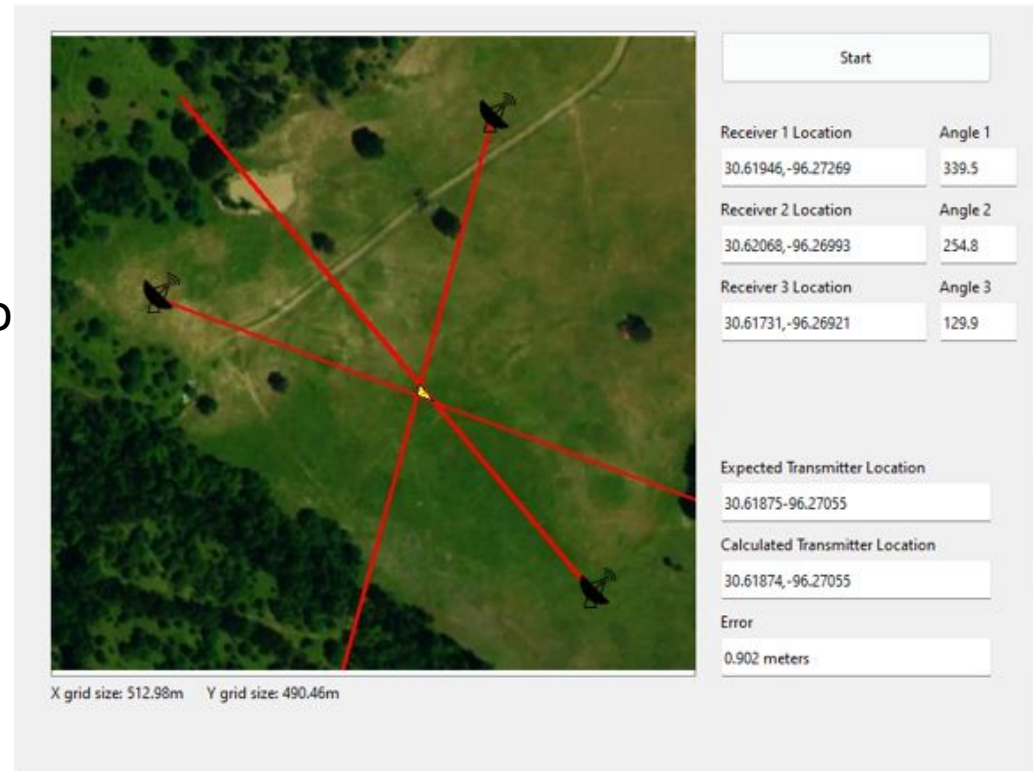 Start
Receiver 1 Location Angle 1
30.61946,-96.27269 339.5
Receiver 2 Location Angle 2
30.62068,-96.26993 254.8
Receiver 3 Location Angle 3
30.61731,-96.26921 129.9
o
Expected Transmitter Location
30.61875-96.27055
Calculated Transmitter Location
30.61874,-96.27055
Error
0.902 meters
X grid size: 512.98m Y grid size: 490.46m